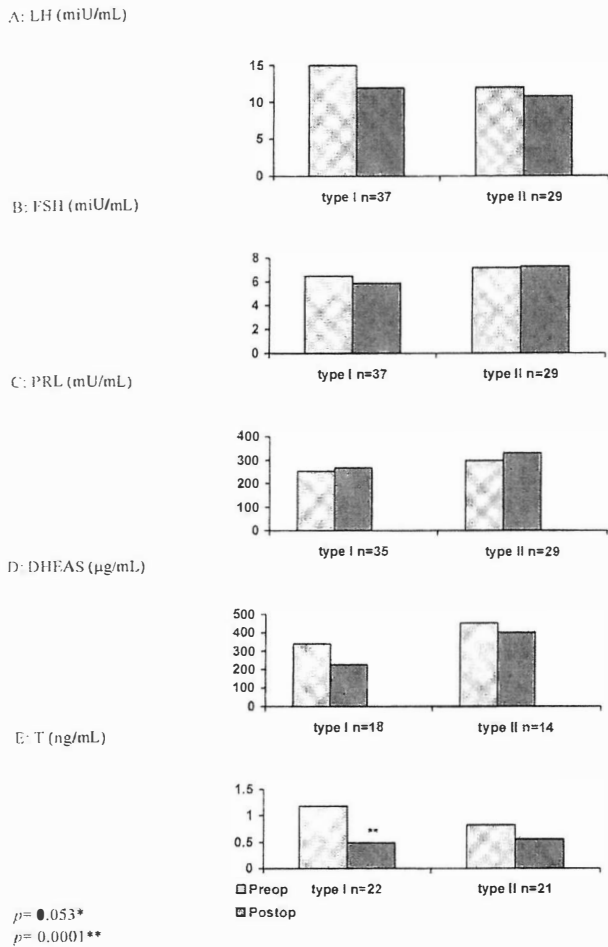 A: LH (miU/mL)
15
10
5
0
type I n=37
type II n=29
B: FSH (miU/mL)
8
6
4
2
0
type I n=37
type II n=29
C: PRL (mU/mL)
400
300
200
100
0
type I n=35
type II n=29
D: DHEAS (µg/mL)
500
400
300
200
100
0
type I n=18
type II n=14
E: T (ng/mL)
1.5
1
0.5
0
**
Preop
type I n=22
type II n=21
Postop
p= 0.053*
p= 0.0001**